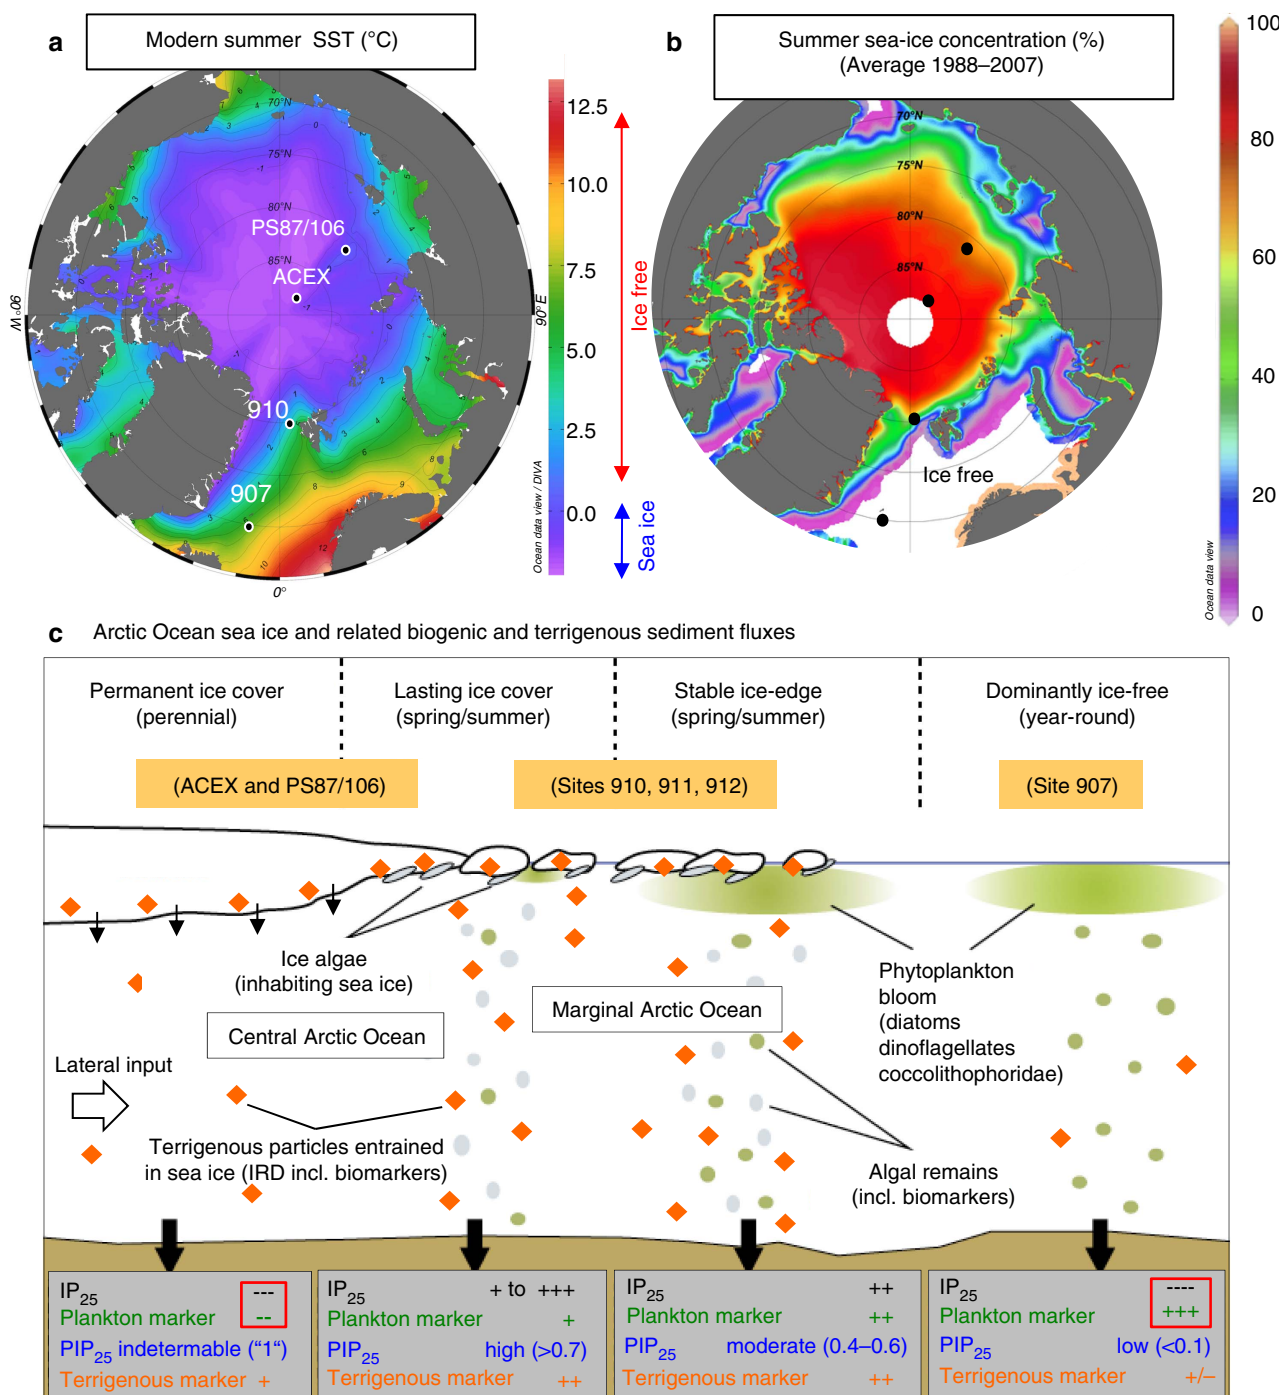 a
Modern summer SST (°C)
70°N
75°N
80°N
PS87/106
85°N
ACEX
90°W
90°E
910
907
0°
12.5
10.0
7.5
5.0
2.5
0.0
Ocean data view / DIVA
Ice free
Sea ice
b
Summer sea-ice concentration (%)
(Average 1988–2007)
70°N
75°N
80°N
85°N
Ice free
100
80
60
40
20
0
Ocean data view
c Arctic Ocean sea ice and related biogenic and terrigenous sediment fluxes
Permanent ice cover
(perennial)
Lasting ice cover
(spring/summer)
Stable ice-edge
(spring/summer)
Dominantly ice-free
(year-round)
(ACEX and PS87/106)
(Sites 910, 911, 912)
(Site 907)
Ice algae
(inhabiting sea ice)
Central Arctic Ocean
Marginal Arctic Ocean
Phytoplankton
bloom
(diatoms
dinoflagellates
coccolithophoridae)
Lateral input
Terrigenous particles entrained
in sea ice (IRD incl. biomarkers)
Algal remains
(incl. biomarkers)
IP25 ---
Plankton marker --
PIP25 indetermable (“1“)
Terrigenous marker +
IP25 + to +++
Plankton marker +
PIP25 high (>0.7)
Terrigenous marker ++
IP25 ++
Plankton marker ++
PIP25 moderate (0.4–0.6)
Terrigenous marker ++
IP25 ----
Plankton marker +++
PIP25 low (<0.1)
Terrigenous marker +/–